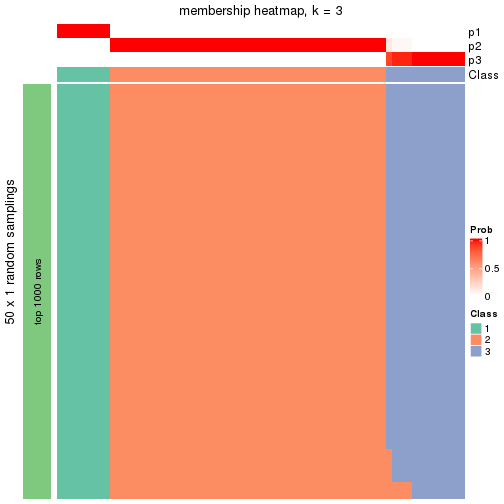 membership heatmap, k = 3
p1
p2
p3
Class
50 x 1 random samplings
top 1000 rows
Prob
1
0.5
0
Class
1
2
3